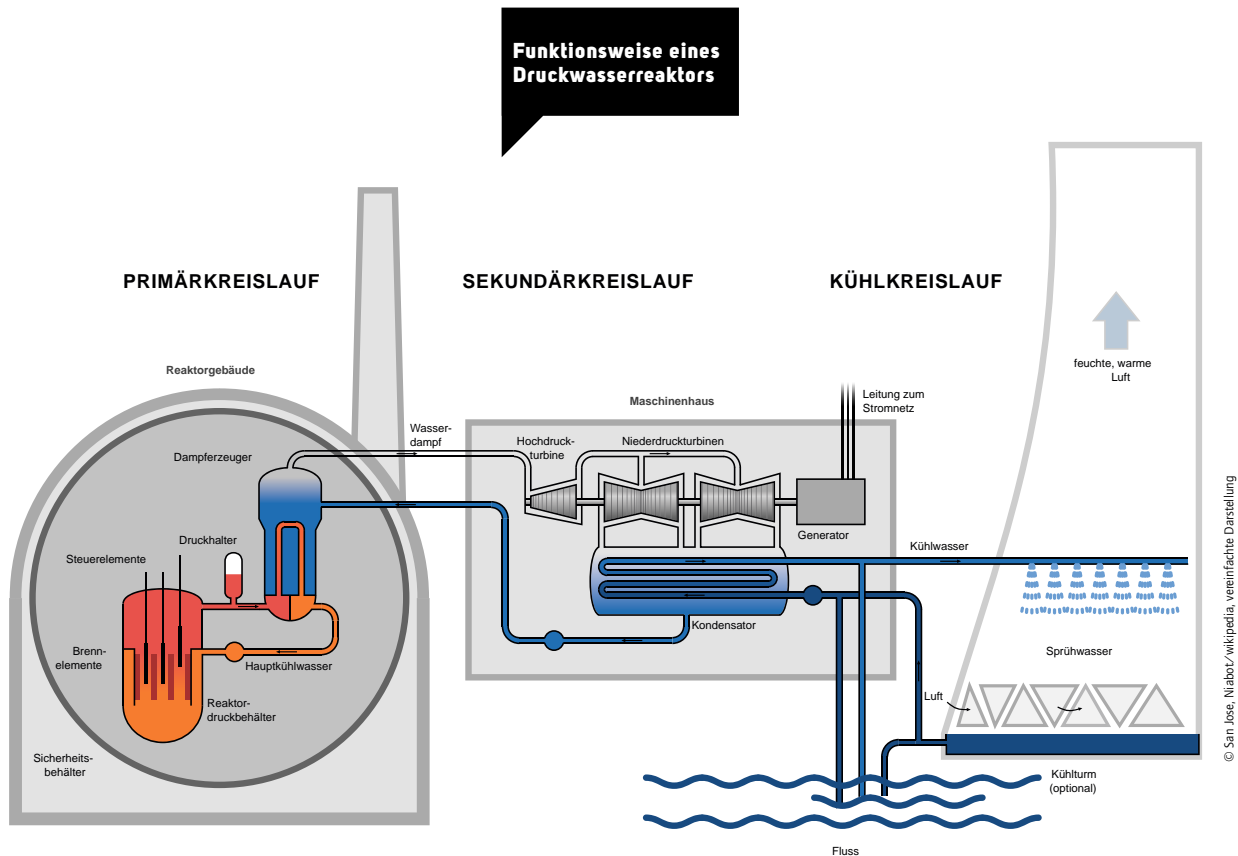 Funktionsweise eines
Druckwasserreaktors
PRIMÄRKREISLAUF
SEKUNDÄRKREISLAUF
KÜHLKREISLAUF
feuchte, warme
Luft
Reaktorgebäude
Maschinenhaus
Leitung zum
Stromnetz
Wasser-
dampf
Hochdruck-
turbine
Niederdruckturbinen
Dampferzeuger
Generator
Druckhalter
Steuerelemente
Kühlwasser
Kondensator
Brenn-
elemente
Hauptkühlwasser
Sprühwasser
Reaktor-
druckbehälter
Luft
Sicherheits-
behälter
Kühlturm
(optional)
Fluss
© San Jose, Niabot/wikipedia, vereinfachte Darstellung